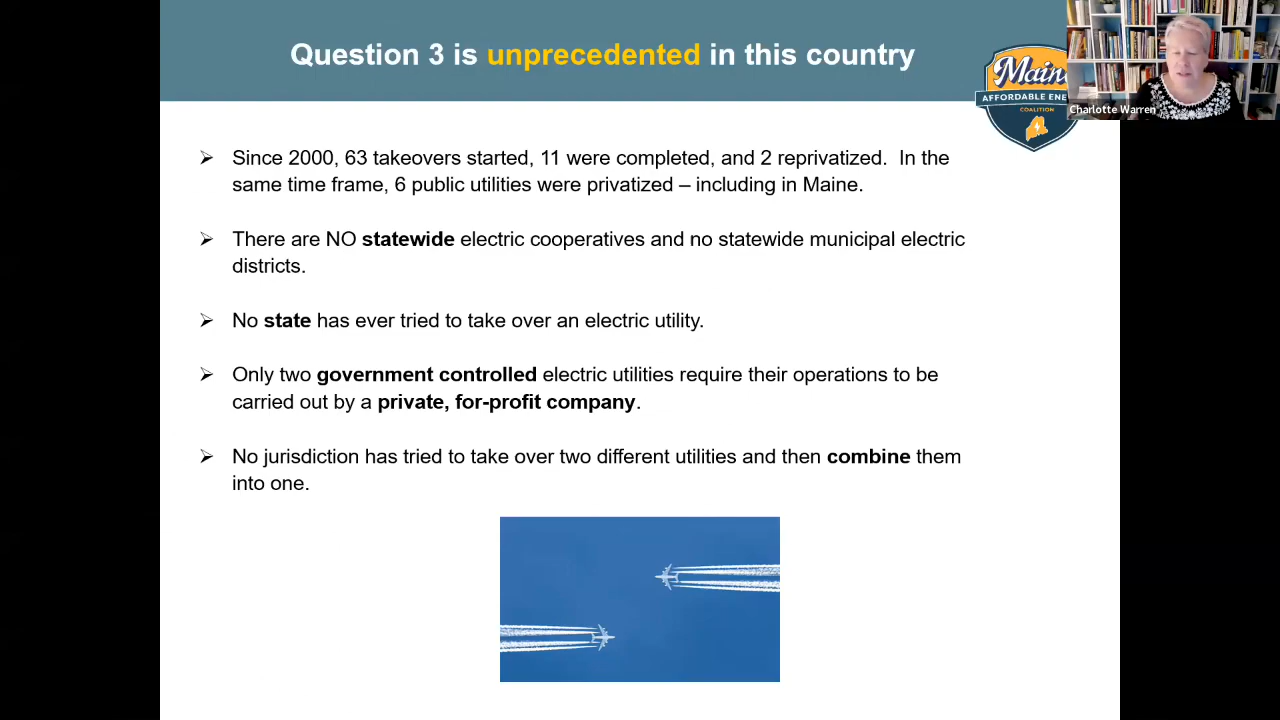 Question 3 is unprecedented in this country
Maine
AFFORDABLE ENE
COALITION
Charlotte Warren
➢ Since 2000, 63 takeovers started, 11 were completed, and 2 reprivatized.  In the
same time frame, 6 public utilities were privatized – including in Maine.
➢ There are NO statewide electric cooperatives and no statewide municipal electric
districts.
➢ No state has ever tried to take over an electric utility.
➢ Only two government controlled electric utilities require their operations to be
carried out by a private, for-profit company.
➢ No jurisdiction has tried to take over two different utilities and then combine them
into one.